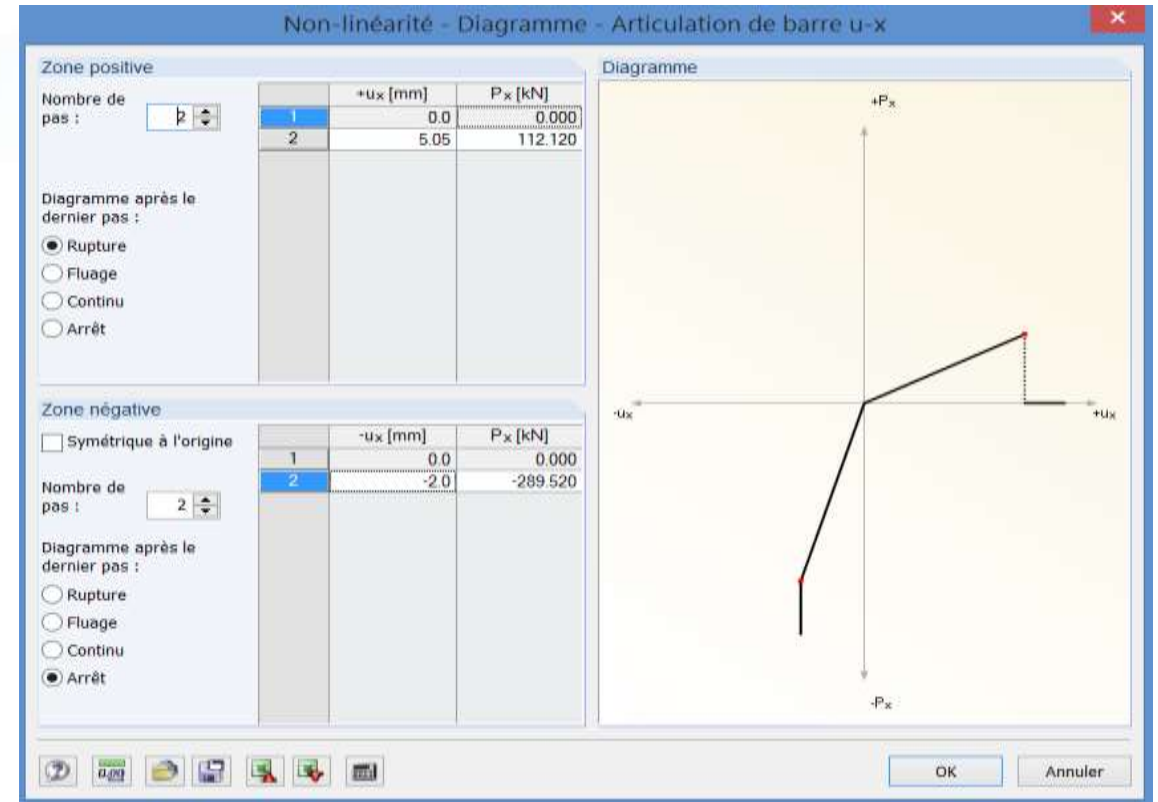 Non-linéarité - Diagramme - Articulation de barre u-x
Zone positive
Nombre de
pas :
2
+ux [mm] Px [kN]
1 0.0 0.000
2 5.05 112.120
Diagramme après le
dernier pas :
Rupture
Fluage
Continu
Arrêt
Zone négative
Symétrique à l'origine
Nombre de
pas :
2
-ux [mm] Px [kN]
1 0.0 0.000
2 -2.0 -289.520
Diagramme après le
dernier pas :
Rupture
Fluage
Continu
Arrêt
Diagramme
+Px
-ux
+ux
-Px
0.00
OK
Annuler